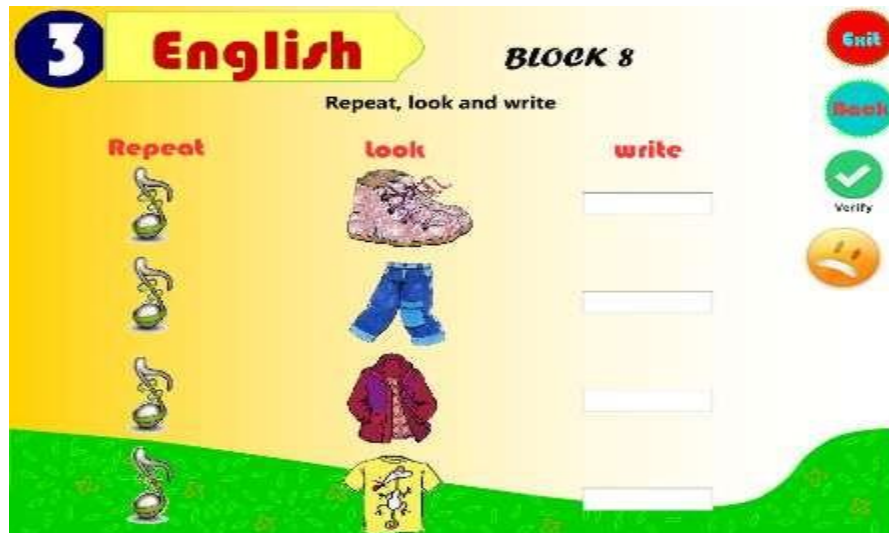 3 English
BLOCK 8
Exit
Repeat, look and write
Back
Repeat look write
Verify